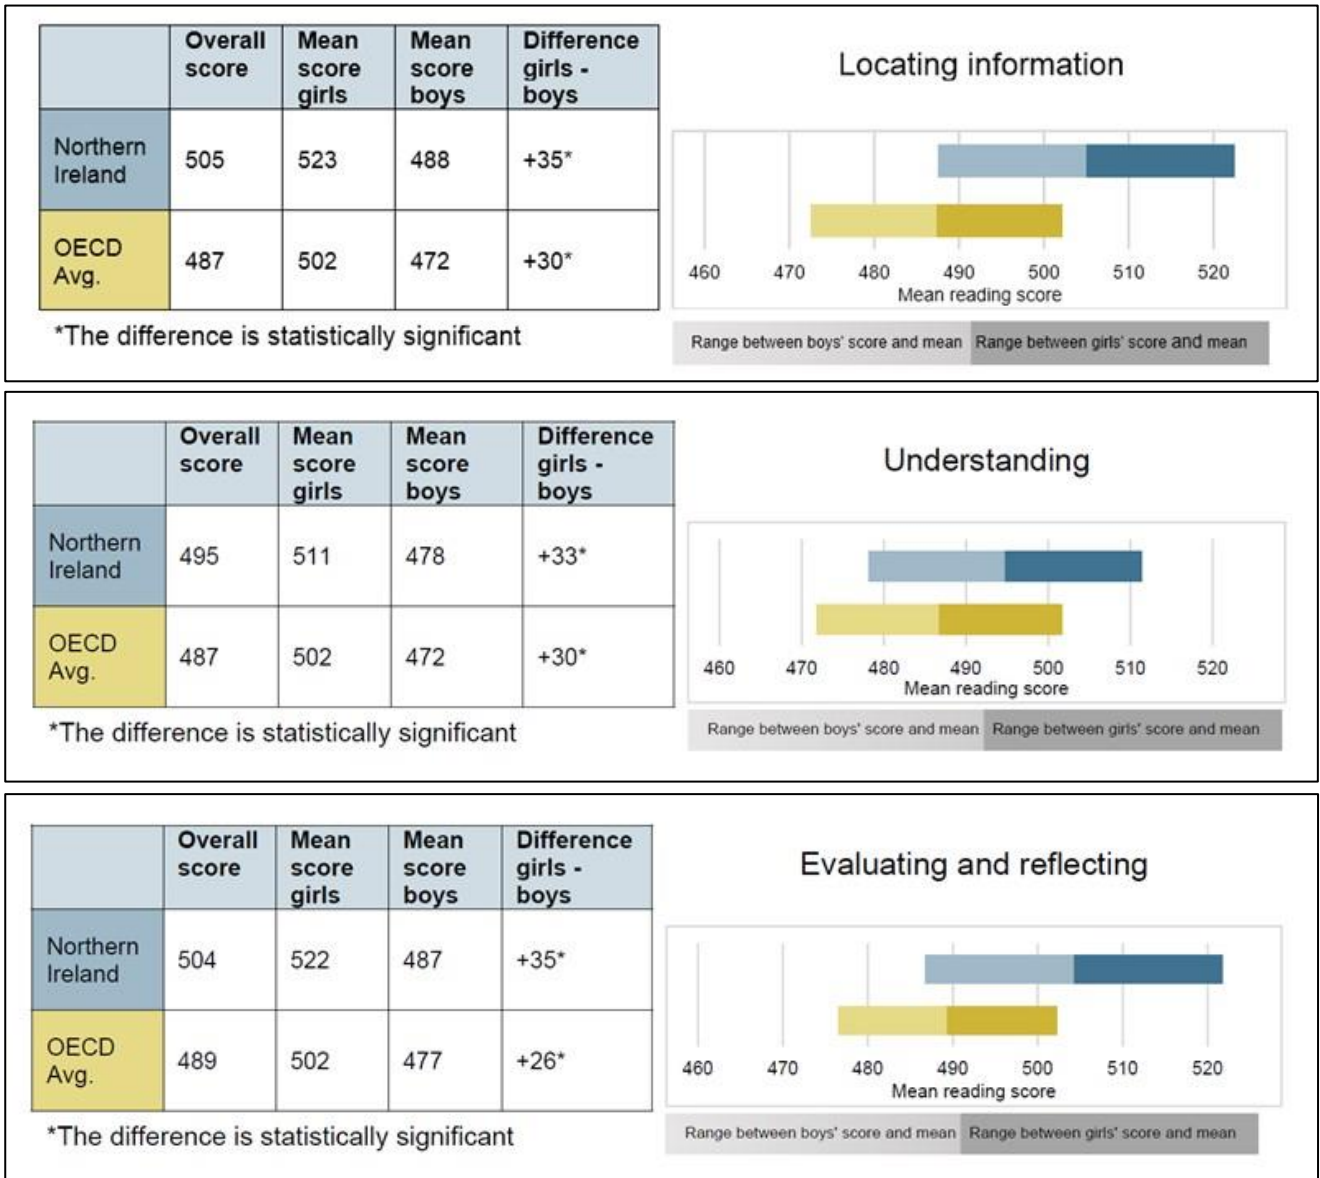 Overall score Mean score girls Mean score boys Difference girls - boys
Northern Ireland 505 523 488 +35*
OECD Avg. 487 502 472 +30*
*The difference is statistically significant
Locating information
460 470 480 490 500 510 520
Mean reading score
Range between boys' score and mean Range between girls' score and mean
Overall score Mean score girls Mean score boys Difference girls - boys
Northern Ireland 495 511 478 +33*
OECD Avg. 487 502 472 +30*
*The difference is statistically significant
Understanding
460 470 480 490 500 510 520
Mean reading score
Range between boys' score and mean Range between girls' score and mean
Overall score Mean score girls Mean score boys Difference girls - boys
Northern Ireland 504 522 487 +35*
OECD Avg. 489 502 477 +26*
*The difference is statistically significant
Evaluating and reflecting
460 470 480 490 500 510 520
Mean reading score
Range between boys' score and mean Range between girls' score and mean